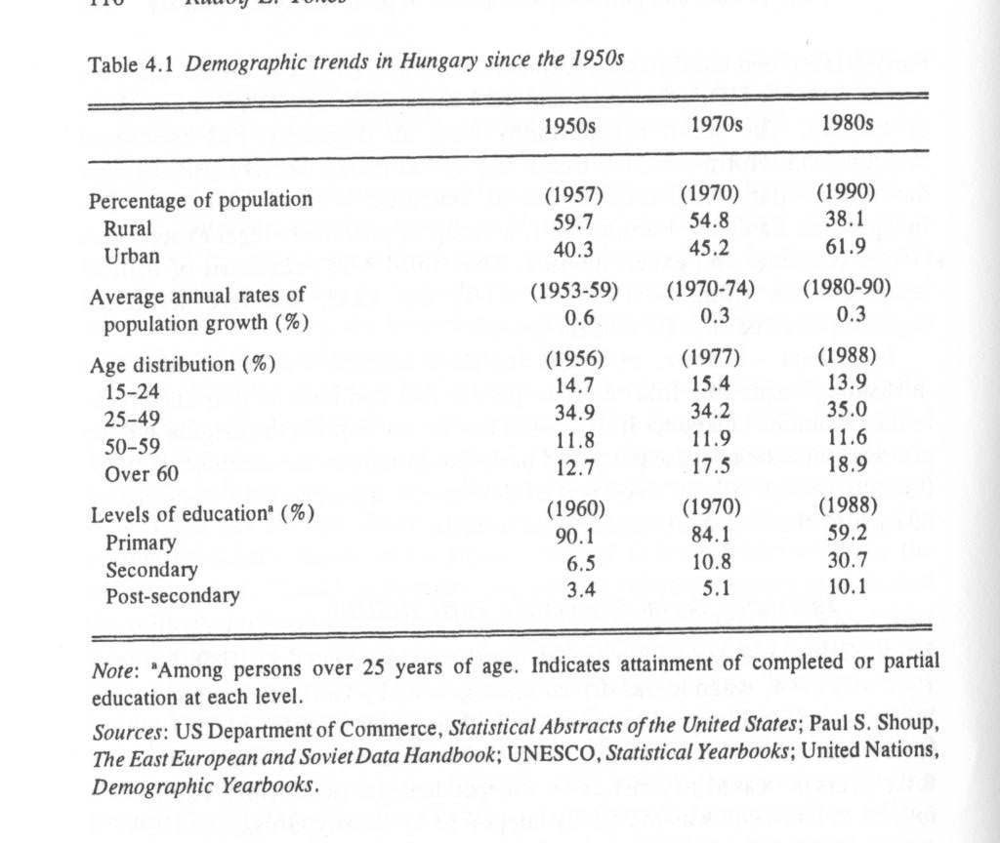 Table 4.1 Demographic trends in Hungary since the 1950s
1950s 1970s 1980s
Percentage of population (1957) (1970) (1990)
Rural 59.7 54.8 38.1
Urban 40.3 45.2 61.9
Average annual rates of (1953-59) (1970-74) (1980-90)
population growth (%) 0.6 0.3 0.3
Age distribution (%) (1956) (1977) (1988)
15–24 14.7 15.4 13.9
25–49 34.9 34.2 35.0
50–59 11.8 11.9 11.6
Over 60 12.7 17.5 18.9
Levels of educationª (%) (1960) (1970) (1988)
Primary 90.1 84.1 59.2
Secondary 6.5 10.8 30.7
Post-secondary 3.4 5.1 10.1
Note: ªAmong persons over 25 years of age. Indicates attainment of completed or partial
education at each level.
Sources: US Department of Commerce, Statistical Abstracts of the United States; Paul S. Shoup,
The East European and Soviet Data Handbook; UNESCO, Statistical Yearbooks; United Nations,
Demographic Yearbooks.